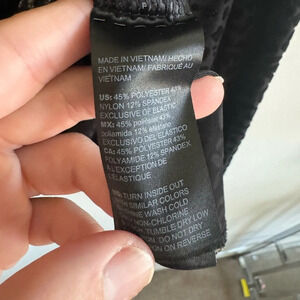 MADE IN VIETNAM/ HECHO
EN VIETNAM/ FABRIQUÉ AU
VIETNAM
US: 45% POLYESTER 43%
NYLON 12% SPANDEX
EXCLUSIVE OF ELASTIC
MX: 45% poliéster 43%
poliamida 12% elastano
EXCLUSIVO DEL ELÁSTICO
CA: 45% POLYESTER 43%
POLYAMIDE 12% SPANDEX
À L'EXCEPTION DE
L'ÉLASTIQUE
TURN INSIDE OUT
SIMILAR COLORS
WASH COLD
NON-CHLORINE
TUMBLE DRY LOW
DO NOT DRY
ON REVERSE